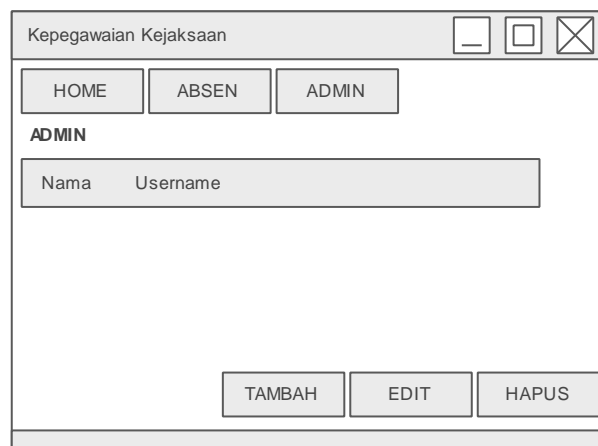 Kepegawaian Kejaksaan
HOME ABSEN ADMIN
ADMIN
Nama Username
TAMBAH EDIT HAPUS